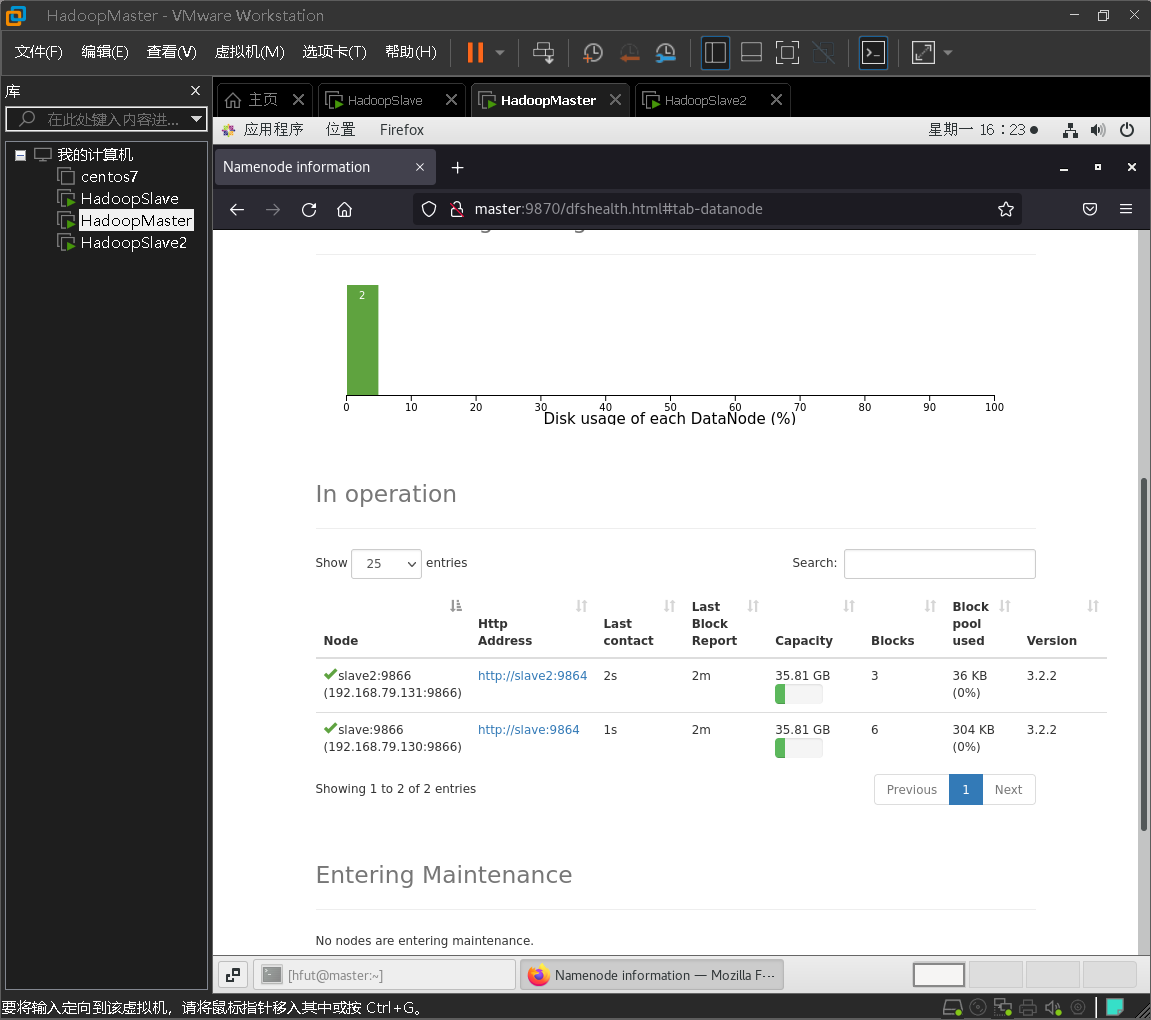 HadoopMaster - VMware Workstation
文件(F) 编辑(E) 查看(V) 虚拟机(M) 选项卡(T) 帮助(H)
库
主页 HadoopSlave HadoopMaster HadoopSlave2
在此处键入内容进...
应用程序 位置 Firefox 星期一 16：23
我的计算机
centos7
HadoopSlave
HadoopMaster
HadoopSlave2
Namenode information
master:9870/dfshealth.html#tab-datanode
2
0 10 20 30 40 50 60 70 80 90 100
Disk usage of each DataNode (%)
In operation
Show 25 entries Search:
Node Http Address Last contact Last Block Report Capacity Blocks Block pool used Version
slave2:9866 http://slave2:9864 2s 2m 35.81 GB 3 36 KB 3.2.2
(192.168.79.131:9866) (0%)
slave:9866 http://slave:9864 1s 2m 35.81 GB 6 304 KB 3.2.2
(192.168.79.130:9866) (0%)
Showing 1 to 2 of 2 entries Previous 1 Next
Entering Maintenance
No nodes are entering maintenance.
[hfut@master:~] Namenode information — Mozilla F···
要将输入定向到该虚拟机，请将鼠标指针移入其中或按 Ctrl+G。